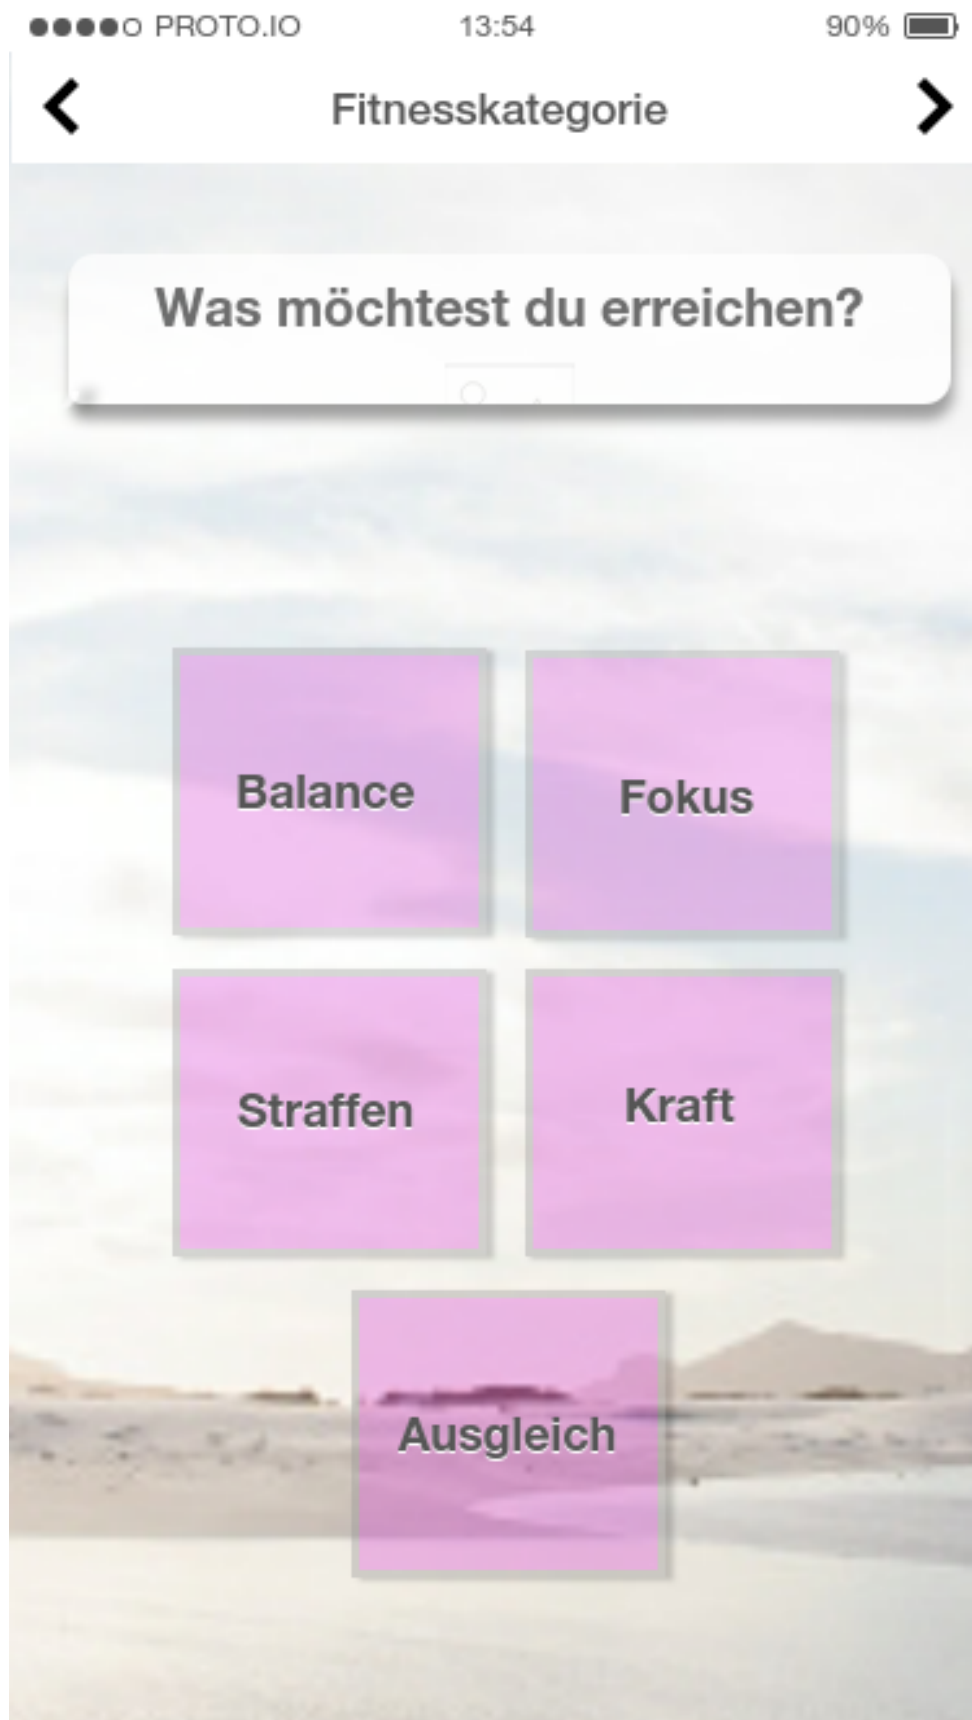 PROTO.IO 13:54 90%
Fitnesskategorie
Was möchtest du erreichen?
Balance Fokus
Straffen Kraft
Ausgleich